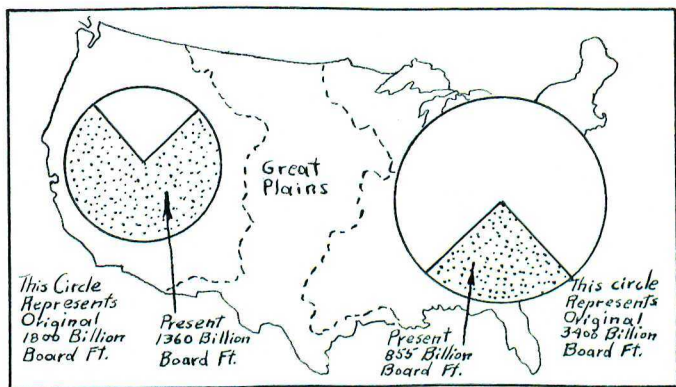 Great
Plains
This Circle
Represents
Original
1800 Billion
Board Ft.
Present
1360 Billion
Board Ft.
Present
855 Billion
Board Ft.
This circle
Represents
Original
3400 Billion
Board Ft.